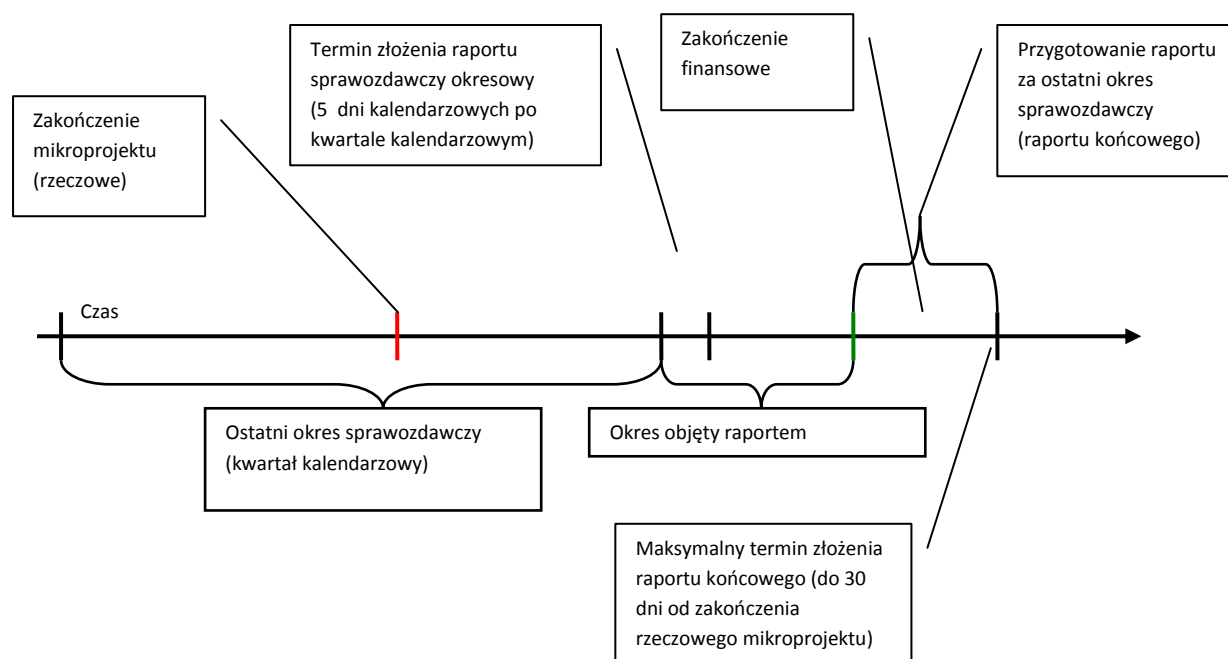 Termin złożenia raportu
sprawozdawczy okresowy
(5 dni kalendarzowych po
kwartale kalendarzowym)
Zakończenie
finansowe
Przygotowanie raportu
za ostatni okres
sprawozdawczy
(raportu końcowego)
Zakończenie
mikroprojektu
(rzeczowe)
Czas
Ostatni okres sprawozdawczy
(kwartał kalendarzowy)
Okres objęty raportem
Maksymalny termin złożenia
raportu końcowego (do 30
dni od zakończenia
rzeczowego mikroprojektu)